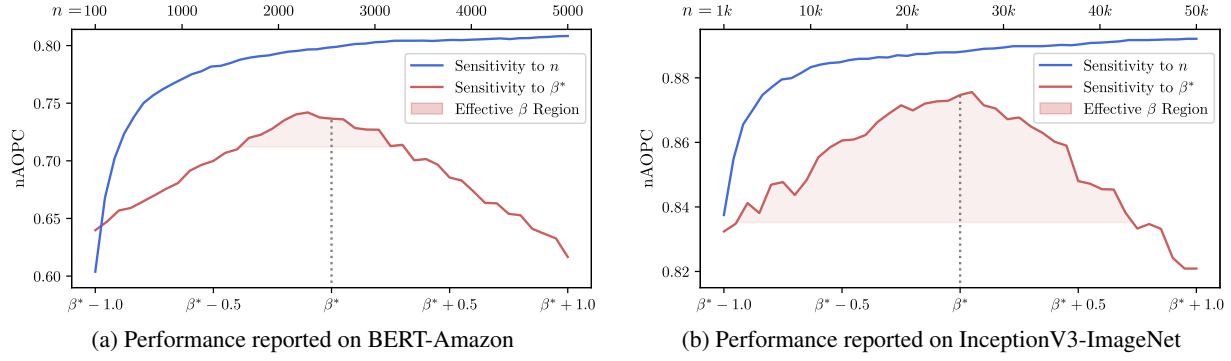 n = 100 1000 2000 3000 4000 5000
0.80
0.75
0.70
0.65
0.60
nAOPC
Sensitivity to n
Sensitivity to β*
Effective β Region
β* − 1.0 β* − 0.5 β* β* + 0.5 β* + 1.0
(a) Performance reported on BERT-Amazon
n = 1k 10k 20k 30k 40k 50k
0.88
0.86
0.84
0.82
nAOPC
Sensitivity to n
Sensitivity to β*
Effective β Region
β* − 1.0 β* − 0.5 β* β* + 0.5 β* + 1.0
(b) Performance reported on InceptionV3-ImageNet